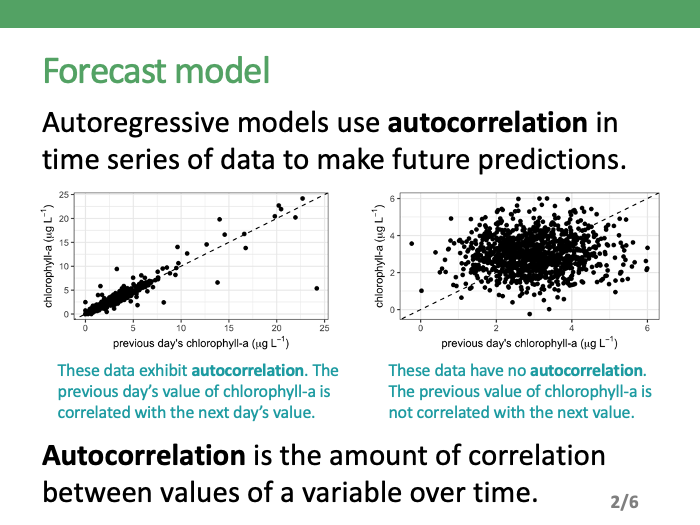 Forecast model
Autoregressive models use autocorrelation in
time series of data to make future predictions.
25
20
15
10
5
0
chlorophyll-a (μg L⁻¹)
0 5 10 15 20 25
previous day's chlorophyll-a (μg L⁻¹)
6
4
2
0
chlorophyll-a (μg L⁻¹)
0 2 4 6
previous day's chlorophyll-a (μg L⁻¹)
These data exhibit autocorrelation. The
previous day’s value of chlorophyll-a is
correlated with the next day’s value.
These data have no autocorrelation.
The previous value of chlorophyll-a is
not correlated with the next value.
Autocorrelation is the amount of correlation
between values of a variable over time.
2/6